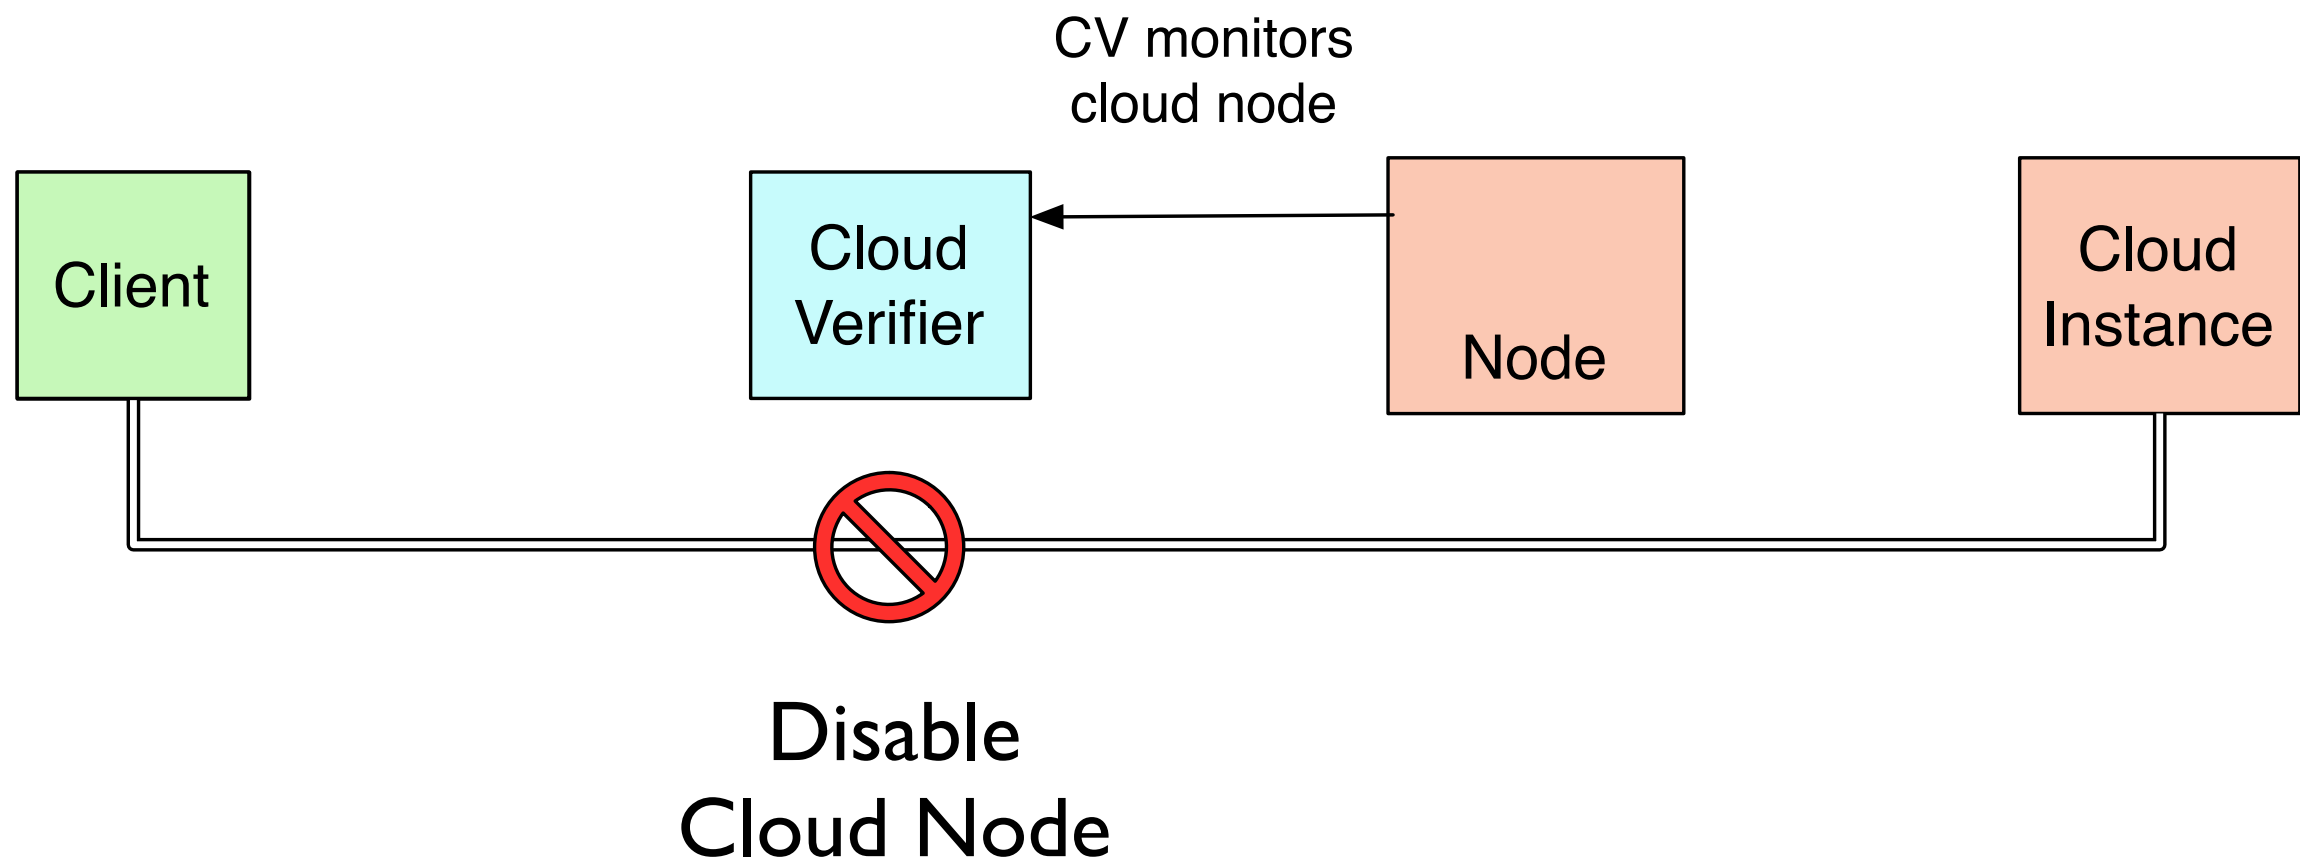 CV monitors
cloud node
Client
Cloud
Verifier
Node
Cloud
Instance
Disable
Cloud Node